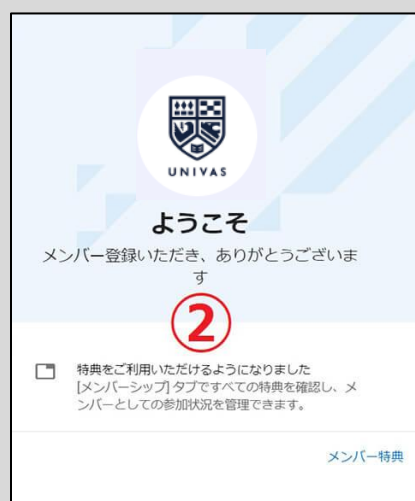 UNIVAS
ようこそ
メンバー登録いただき、ありがとうございま
す
②
特典をご利用いただけるようになりました
[メンバーシップ] タブですべての特典を確認し、メ
ンバーとしての参加状況を管理できます。
メンバー特典